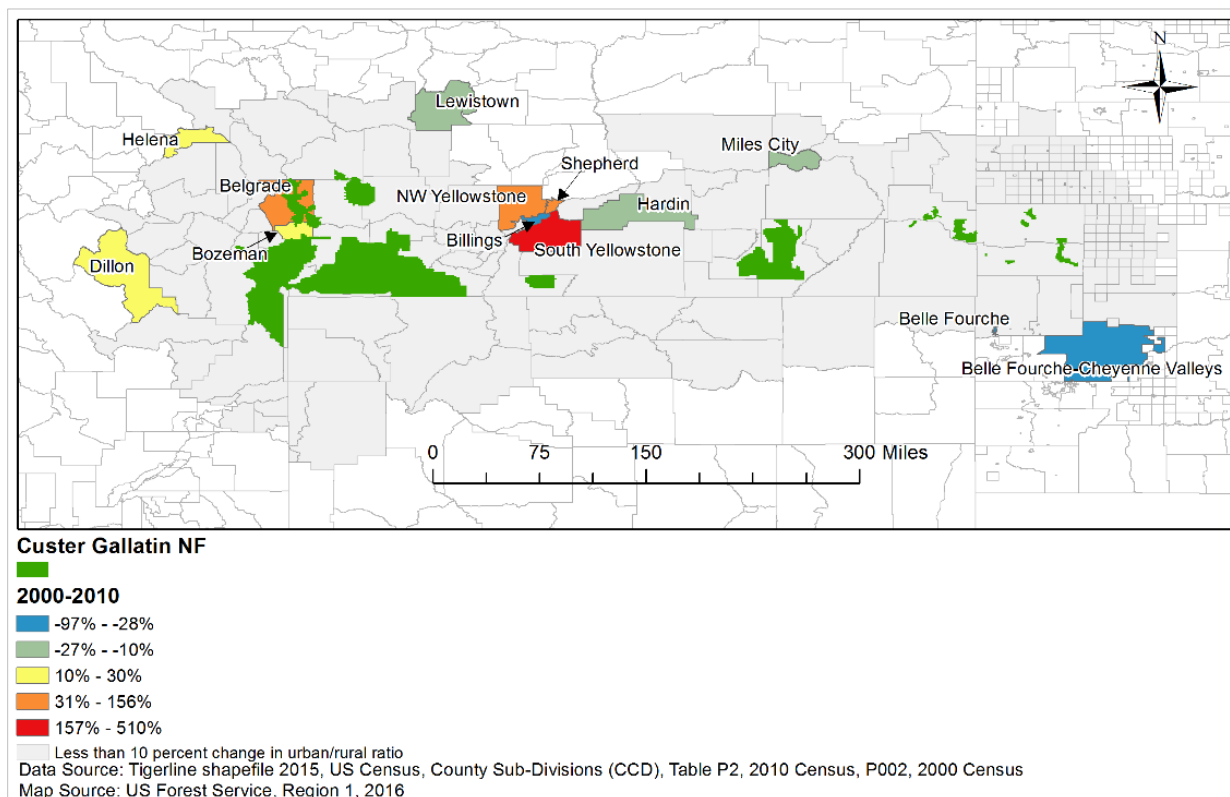 N
Lewistown
Helena
Miles City
Shepherd
Belgrade
NW Yellowstone
Hardin
Billings
South Yellowstone
Bozeman
Dillon
Belle Fourche
Belle Fourche-Cheyenne Valleys
0 75 150 300 Miles
Custer Gallatin NF
2000-2010
-97% - -28%
-27% - -10%
10% - 30%
31% - 156%
157% - 510%
Less than 10 percent change in urban/rural ratio
Data Source: Tigerline shapefile 2015, US Census, County Sub-Divisions (CCD), Table P2, 2010 Census, P002, 2000 Census
Map Source: US Forest Service, Region 1, 2016